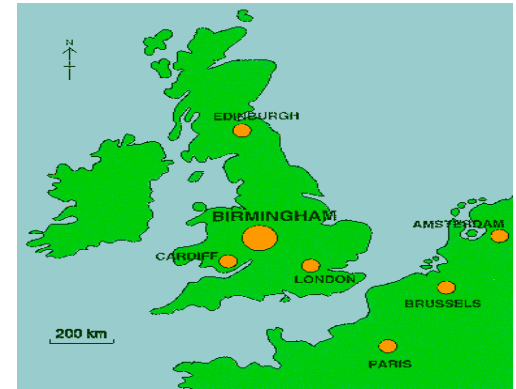 N
EDINBURGH
BIRMINGHAM
AMSTERDAM
CARDIFF
LONDON
BRUSSELS
200 km
PARIS